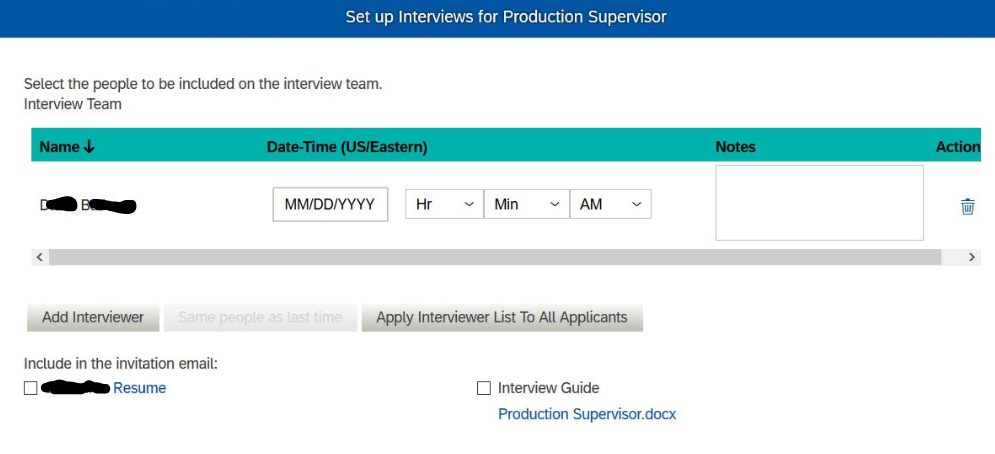 Set up Interviews for Production Supervisor
Select the people to be included on the interview team.
Interview Team
Name ↓ Date-Time (US/Eastern) Notes Action
MM/DD/YYYY Hr Min AM
Add Interviewer Same people as last time Apply Interviewer List To All Applicants
Include in the invitation email:
Resume Interview Guide
Production Supervisor.docx